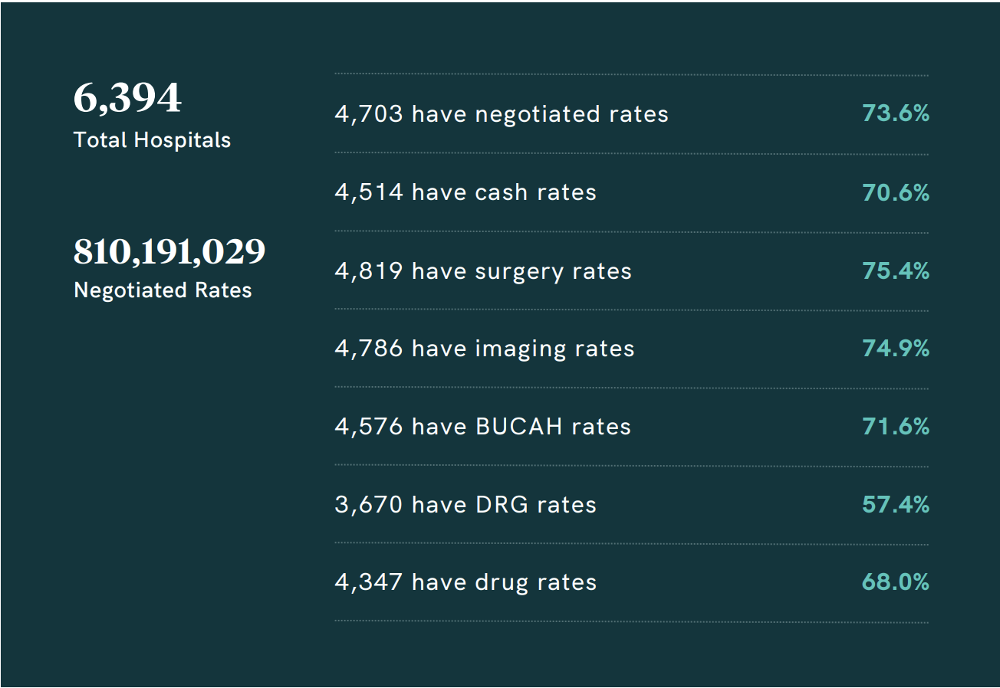 6,394
Total Hospitals
810,191,029
Negotiated Rates
4,703 have negotiated rates 73.6%
4,514 have cash rates 70.6%
4,819 have surgery rates 75.4%
4,786 have imaging rates 74.9%
4,576 have BUCAH rates 71.6%
3,670 have DRG rates 57.4%
4,347 have drug rates 68.0%